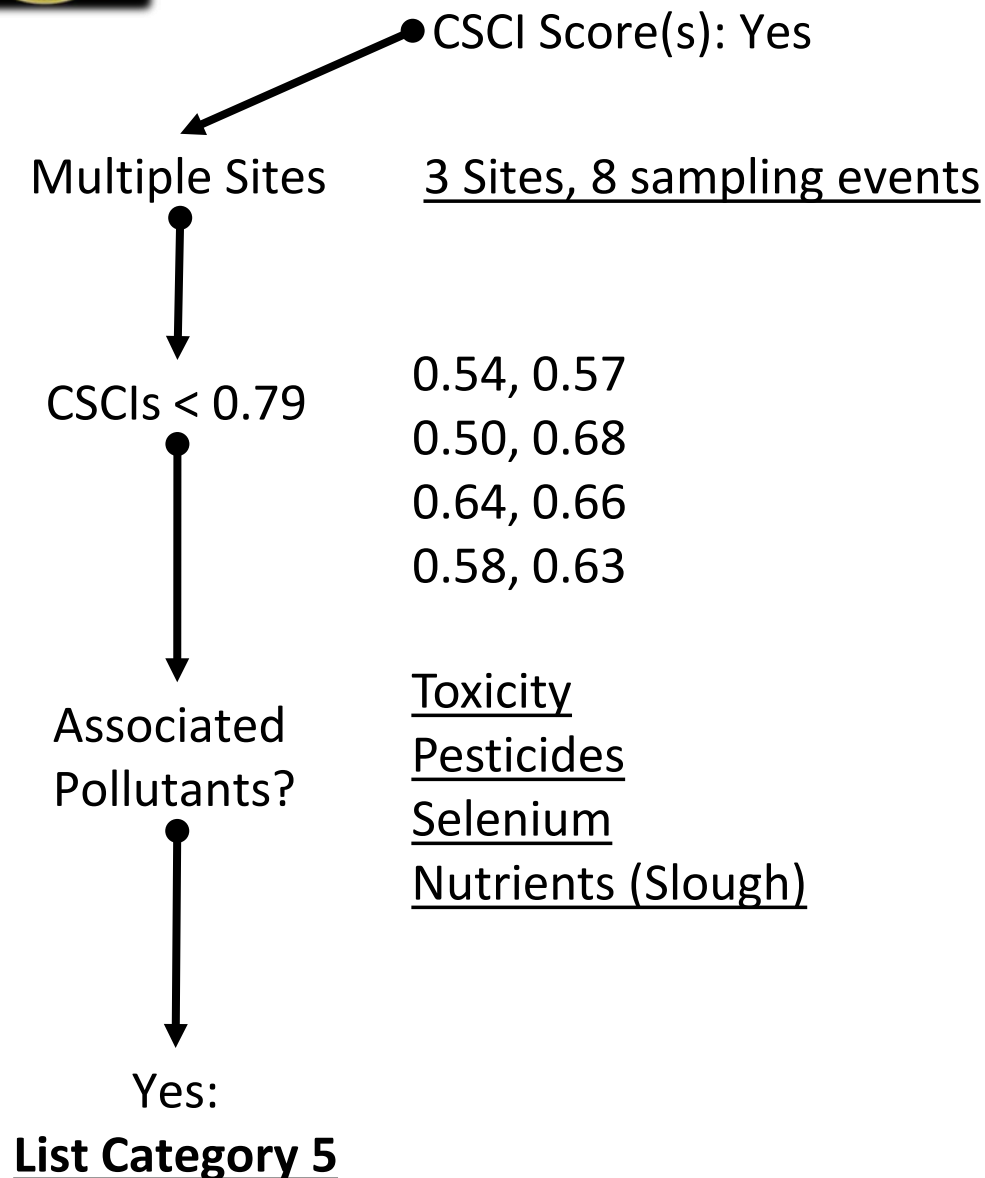 CSCI Score(s): Yes
Multiple Sites
3 Sites, 8 sampling events
CSCIs < 0.79
0.54, 0.57
0.50, 0.68
0.64, 0.66
0.58, 0.63
Associated
Pollutants?
Toxicity
Pesticides
Selenium
Nutrients (Slough)
Yes:
List Category 5